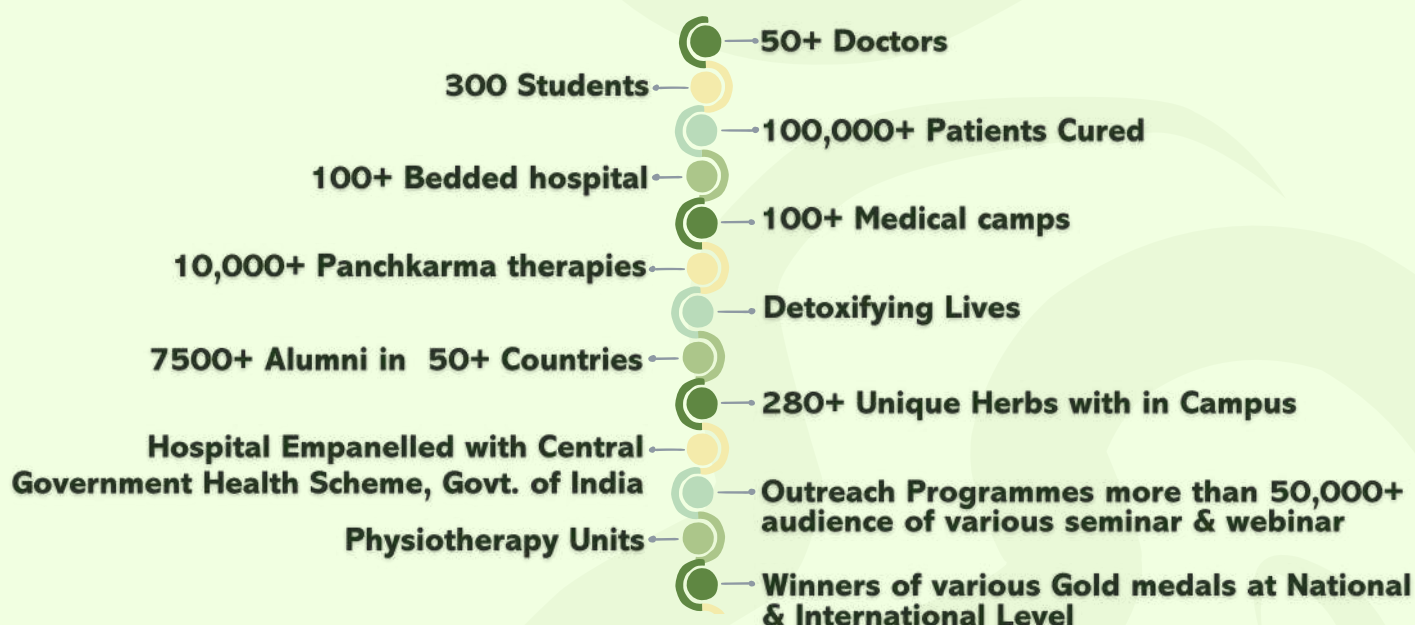 50+ Doctors
300 Students
100,000+ Patients Cured
100+ Bedded hospital
100+ Medical camps
10,000+ Panchkarma therapies
Detoxifying Lives
7500+ Alumni in  50+ Countries
280+ Unique Herbs with in Campus
Hospital Empanelled with Central
Government Health Scheme, Govt. of India
Outreach Programmes more than 50,000+
audience of various seminar & webinar
Physiotherapy Units
Winners of various Gold medals at National
& International Level